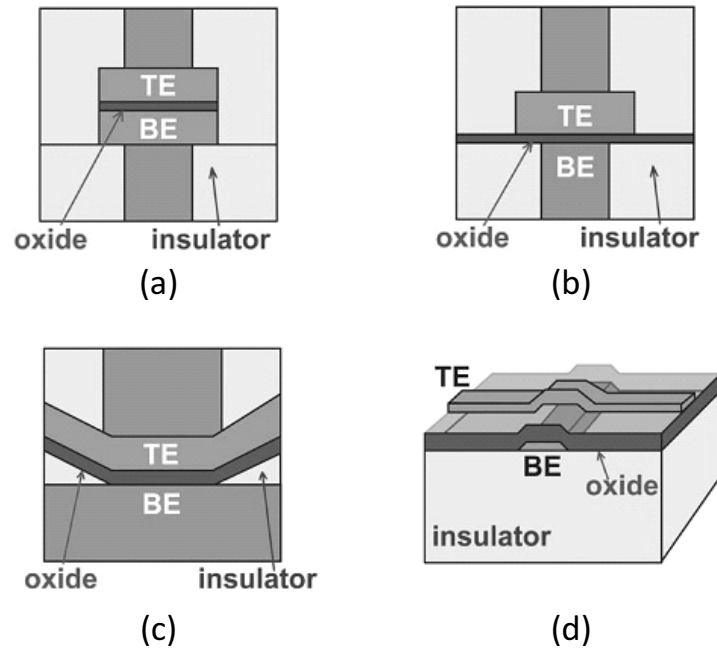 TE
BE
oxide
insulator
(a)
TE
BE
oxide
insulator
(b)
TE
BE
oxide
insulator
(c)
TE
BE
oxide
insulator
(d)